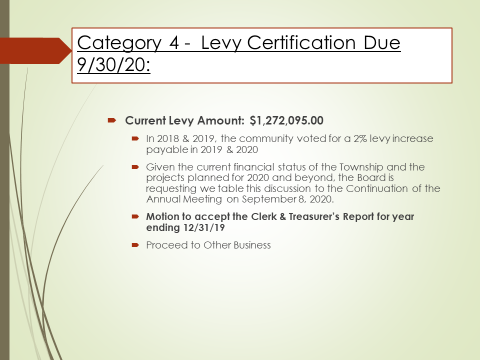 Category 4 - Levy Certification Due
9/30/20:
Current Levy Amount: $1,272,095.00
In 2018 & 2019, the community voted for a 2% levy increase
payable in 2019 & 2020
Given the current financial status of the Township and the
projects planned for 2020 and beyond, the Board is
requesting we table this discussion to the Continuation of the
Annual Meeting on September 8, 2020.
Motion to accept the Clerk & Treasurer's Report for year
ending 12/31/19
Proceed to Other Business